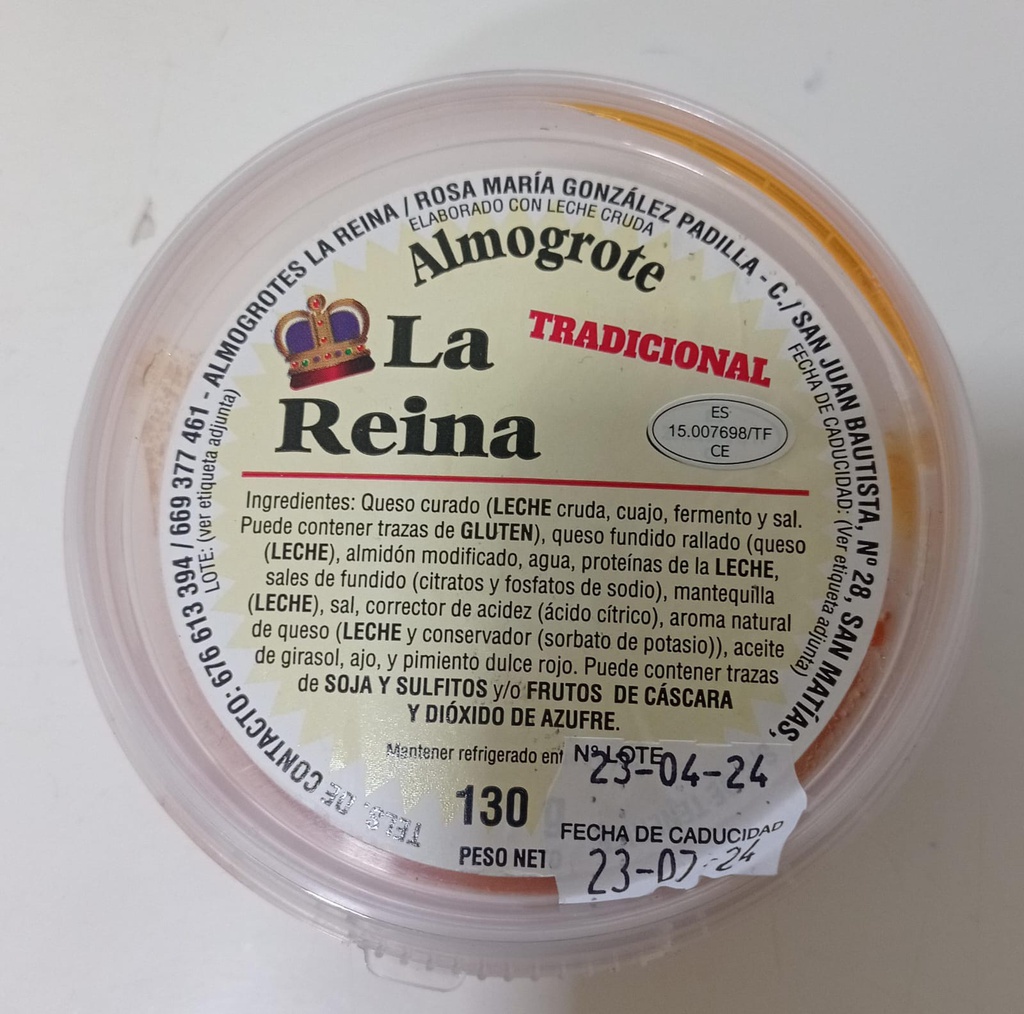 TELS. DE CONTACTO: 676 613 394 / 669 377 461 - ALMOGROTES LA REINA / ROSA MARÍA GONZÁLEZ PADILLA - C./ SAN JUAN BAUTISTA, Nº 28, SAN MATÍAS,
LOTE: (ver etiqueta adjunta)
ELABORADO CON LECHE CRUDA
FECHA DE CADUCIDAD: (Ver etiqueta adjunta)
Almogrote
La
TRADICIONAL
Reina
ES
15.007698/TF
CE
Ingredientes: Queso curado (LECHE cruda, cuajo, fermento y sal.
Puede contener trazas de GLUTEN), queso fundido rallado (queso
(LECHE), almidón modificado, agua, proteínas de la LECHE,
sales de fundido (citratos y fosfatos de sodio), mantequilla
(LECHE), sal, corrector de acidez (ácido cítrico), aroma natural
de queso (LECHE y conservador (sorbato de potasio)), aceite
de girasol, ajo, y pimiento dulce rojo. Puede contener trazas
de SOJA Y SULFITOS y/o FRUTOS DE CÁSCARA
Y DIÓXIDO DE AZUFRE.
Mantener refrigerado
130
PESO
Nº LOTE
23-04-24
FECHA DE CADUCIDAD
23-07-24